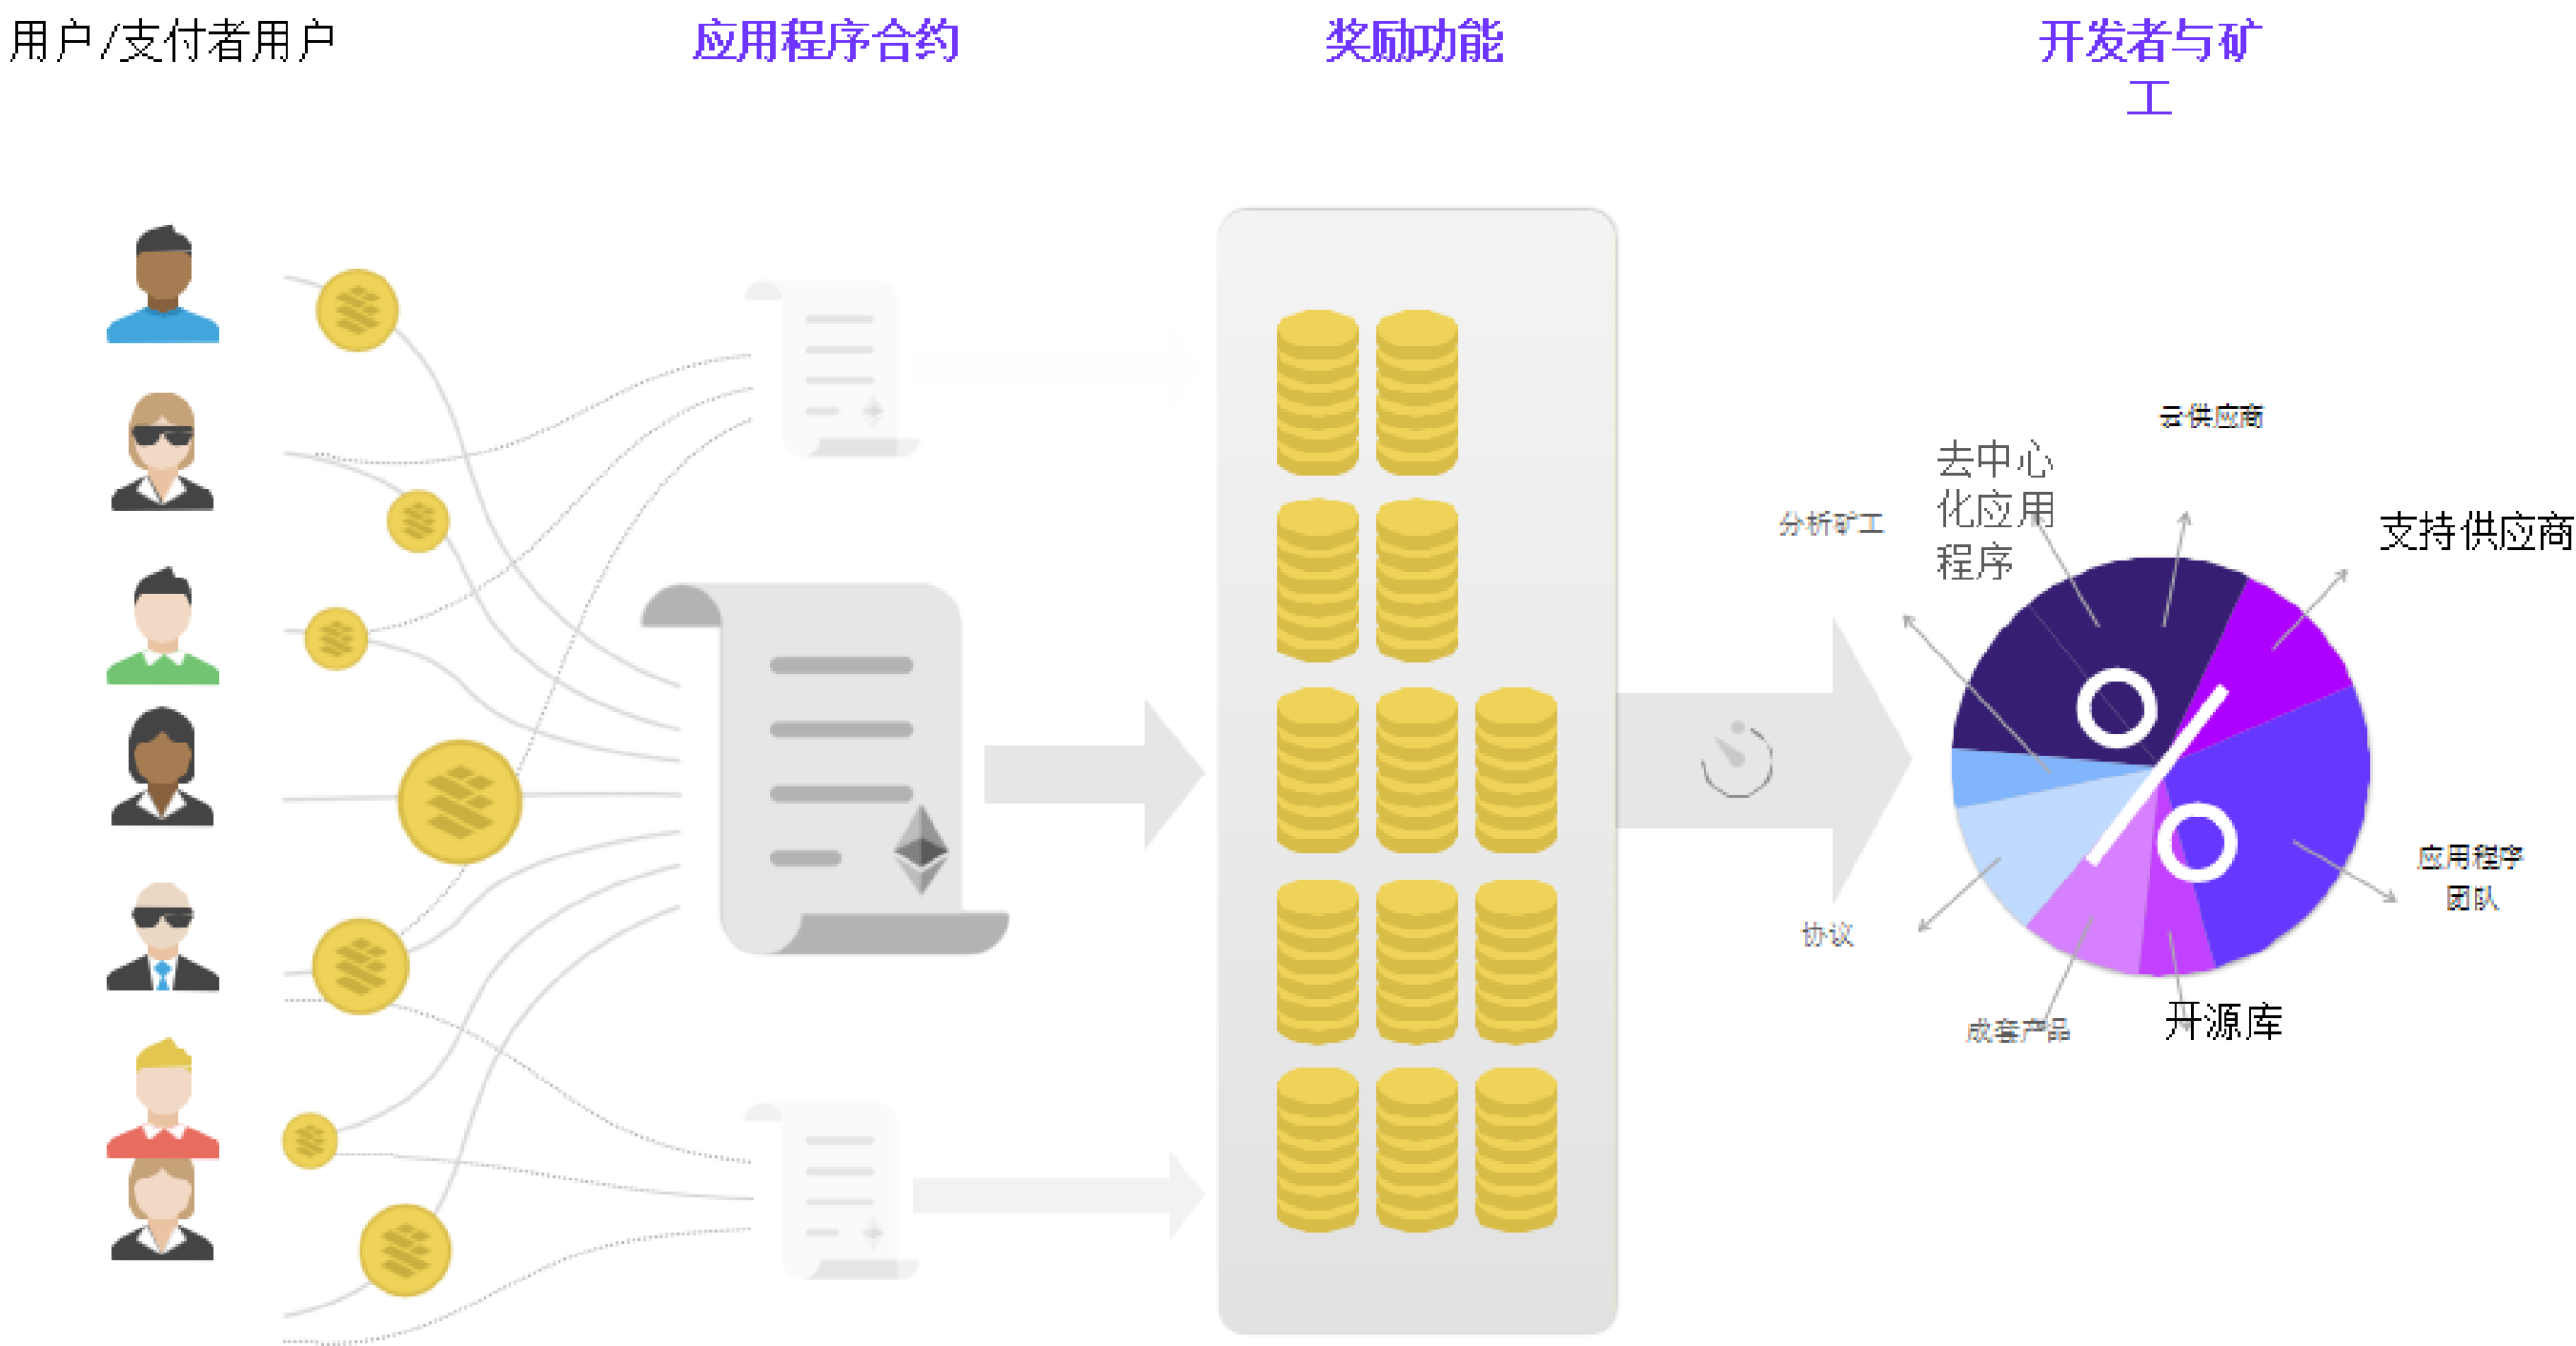 用户/支付者用户
应用程序合约
奖励功能
开发者与矿
工
供应商
去中心
化应用
程序
分析矿工
支持供应商
应用程序
团队
协议
成套产品
开源库